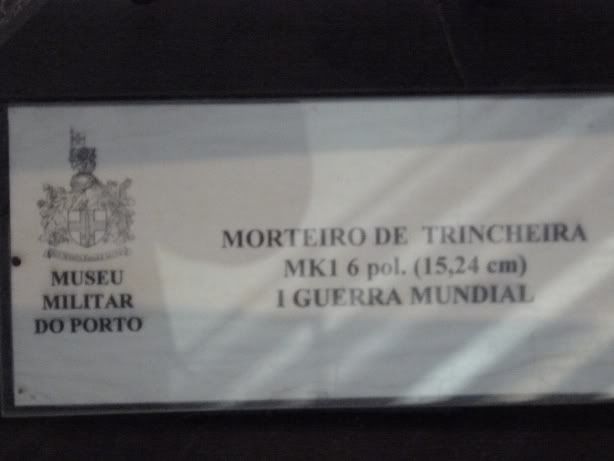 MUSEU
MILITAR
DO PORTO
MORTEIRO DE TRINCHEIRA
MK1 6 pol. (15,24 cm)
I GUERRA MUNDIAL